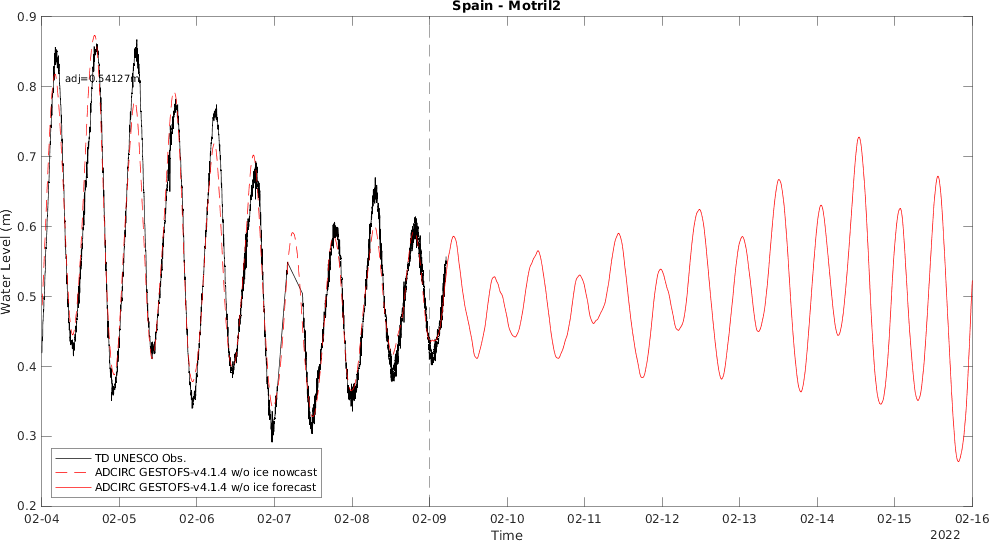 Spain - Motril2
0.9
0.8
0.7
0.6
0.5
0.4
0.3
0.2
Water Level (m)
adj=0.54127m
TD UNESCO Obs.
ADCIRC GESTOFS-v4.1.4 w/o ice nowcast
ADCIRC GESTOFS-v4.1.4 w/o ice forecast
02-04 02-05 02-06 02-07 02-08 02-09 02-10 02-11 02-12 02-13 02-14 02-15 02-16
Time
2022